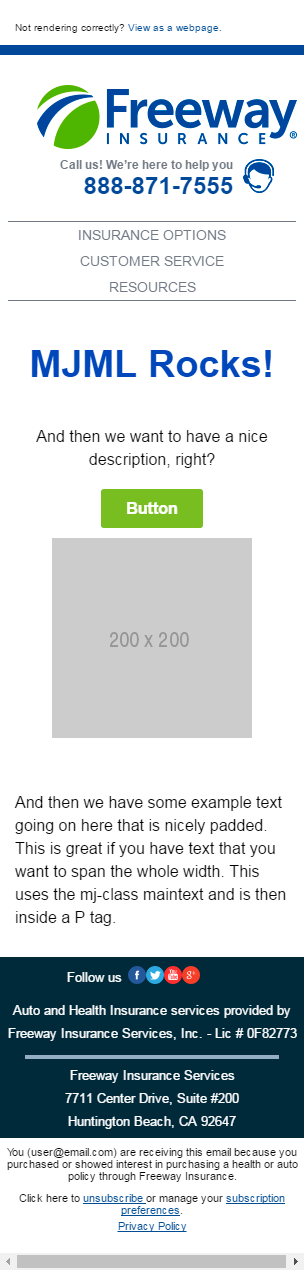 Not rendering correctly? View as a webpage.
Freeway
INSURANCE®
Call us! We're here to help you
888-871-7555
INSURANCE OPTIONS
CUSTOMER SERVICE
RESOURCES
MJML Rocks!
And then we want to have a nice
description, right?
Button
200 x 200
And then we have some example text
going on here that is nicely padded.
This is great if you have text that you
want to span the whole width. This
uses the mj-class maintext and is then
inside a P tag.
Follow us
Auto and Health Insurance services provided by
Freeway Insurance Services, Inc. - Lic # 0F82773
Freeway Insurance Services
7711 Center Drive, Suite #200
Huntington Beach, CA 92647
You (user@email.com) are receiving this email because you
purchased or showed interest in purchasing a health or auto
policy through Freeway Insurance.
Click here to unsubscribe or manage your subscription
preferences.
Privacy Policy